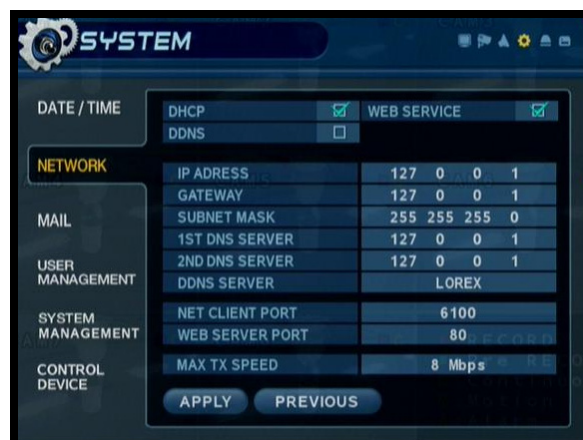 SYSTEM
DATE / TIME
NETWORK
MAIL
USER
MANAGEMENT
SYSTEM
MANAGEMENT
CONTROL
DEVICE
DHCP WEB SERVICE
DDNS
IP ADRESS 127 0 0 1
GATEWAY 127 0 0 1
SUBNET MASK 255 255 255 0
1ST DNS SERVER 127 0 0 1
2ND DNS SERVER 127 0 0 1
DDNS SERVER LOREX
NET CLIENT PORT 6100
WEB SERVER PORT 80
MAX TX SPEED 8 Mbps
APPLY PREVIOUS
RECORD
Motion